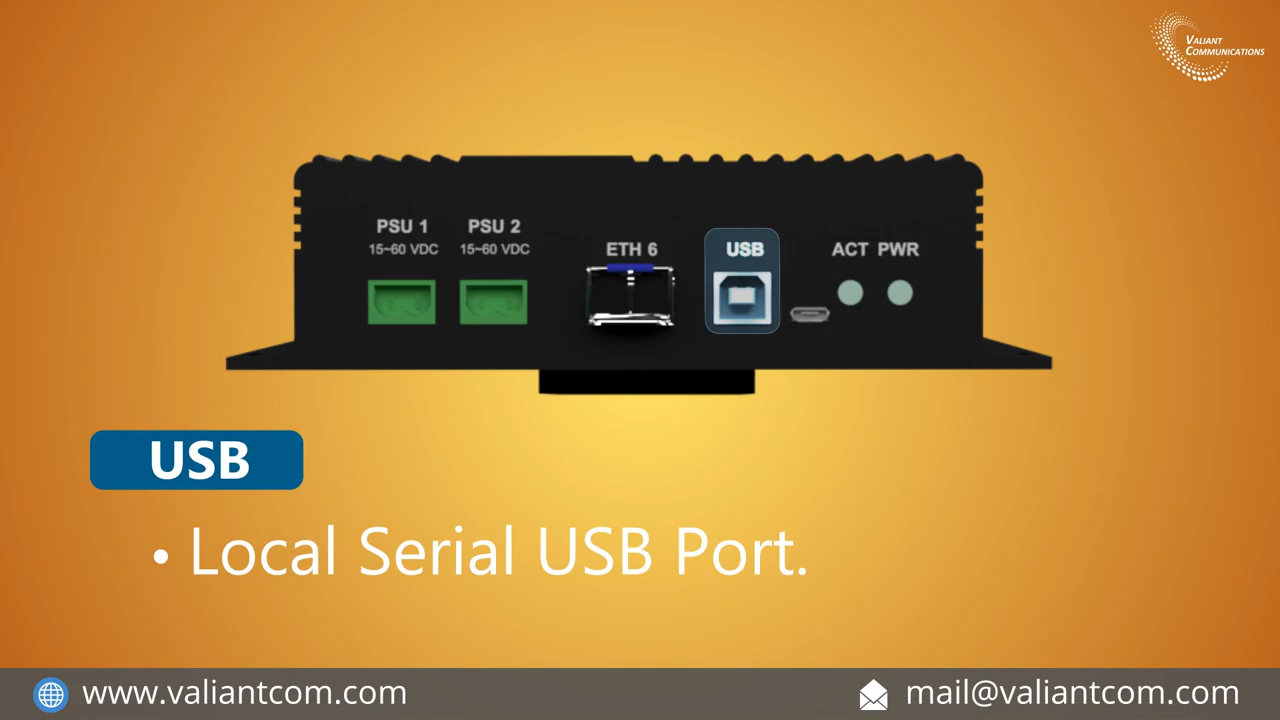 VALIANT
COMMUNICATIONS
PSU 1
15~60 VDC
PSU 2
15~60 VDC
ETH 6
USB
ACT PWR
USB
• Local Serial USB Port.
www.valiantcom.com
mail@valiantcom.com